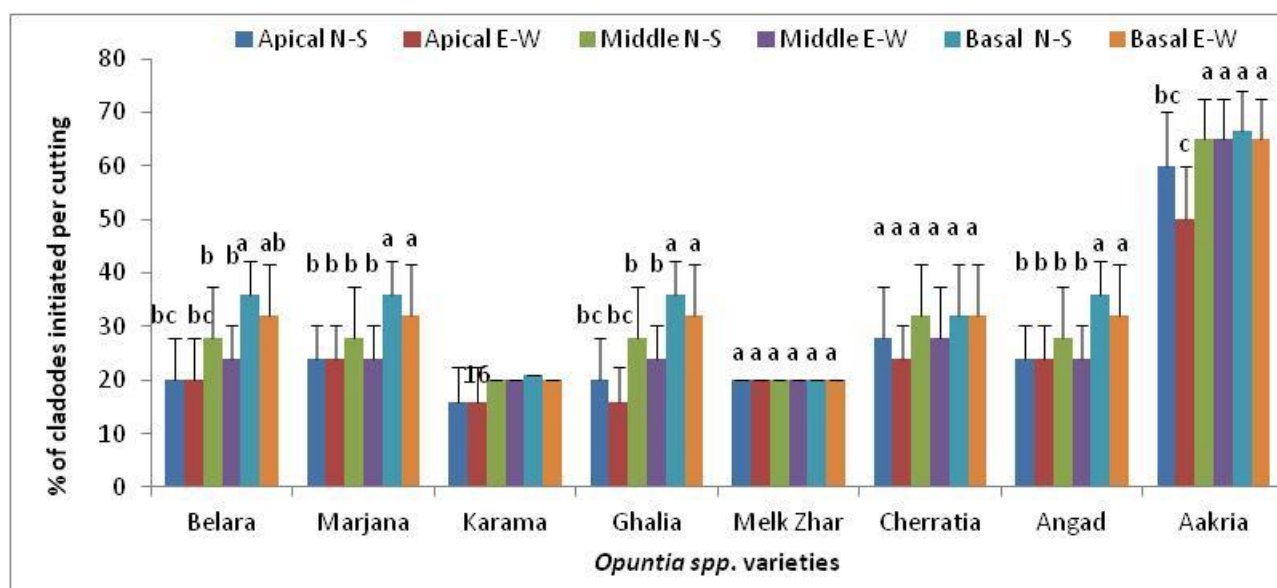 Apical N-S Apical E-W Middle N-S Middle E-W Basal N-S Basal E-W
% of cladodes initiated per cutting
80
70
60
50
40
30
20
10
0
bc bc b b a ab
b b b b a a
16
bc bc b b a a
a a a a a a
a a a a a a
b b b b a a
bc c a a a a
Belara Marjana Karama Ghalia Melk Zhar Cherratia Angad Aakria
Opuntia spp. varieties